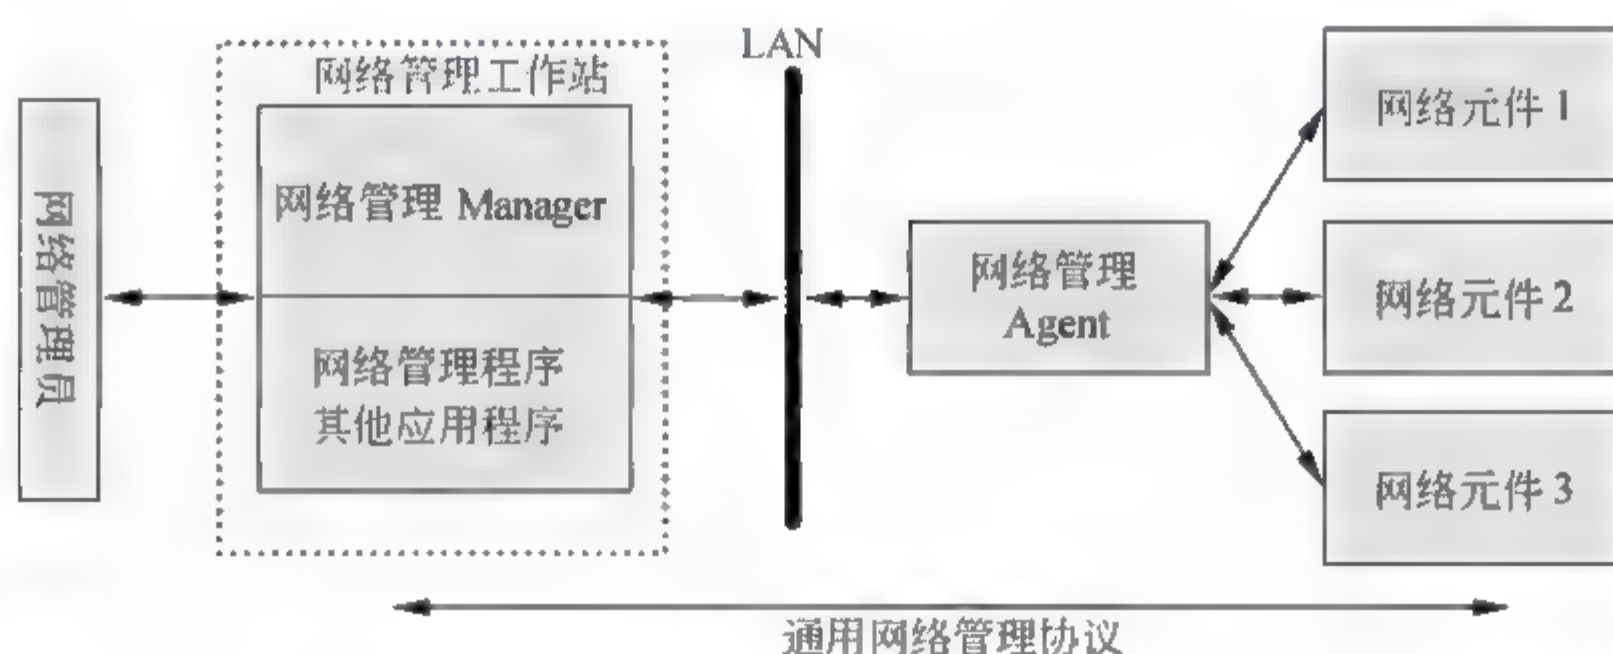 LAN
网络管理工作站
网络管理员
网络管理 Manager
网络管理程序
其他应用程序
网络管理
Agent
网络元件 1
网络元件 2
网络元件 3
通用网络管理协议